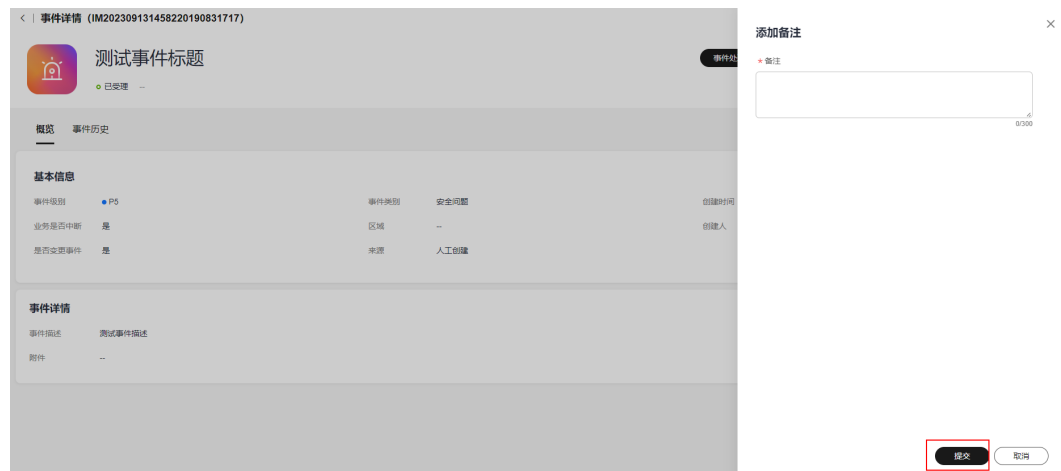 事件详情 (IM202309131458220190831717)
测试事件标题
已受理 --
事件处
概览 事件历史
基本信息
事件级别 P5 事件类别 安全问题 创建时间
业务是否中断 是 区域 -- 创建人
是否变更事件 是 来源 人工创建
事件详情
事件描述 测试事件描述
附件 --
添加备注
* 备注
0/300
提交 取消